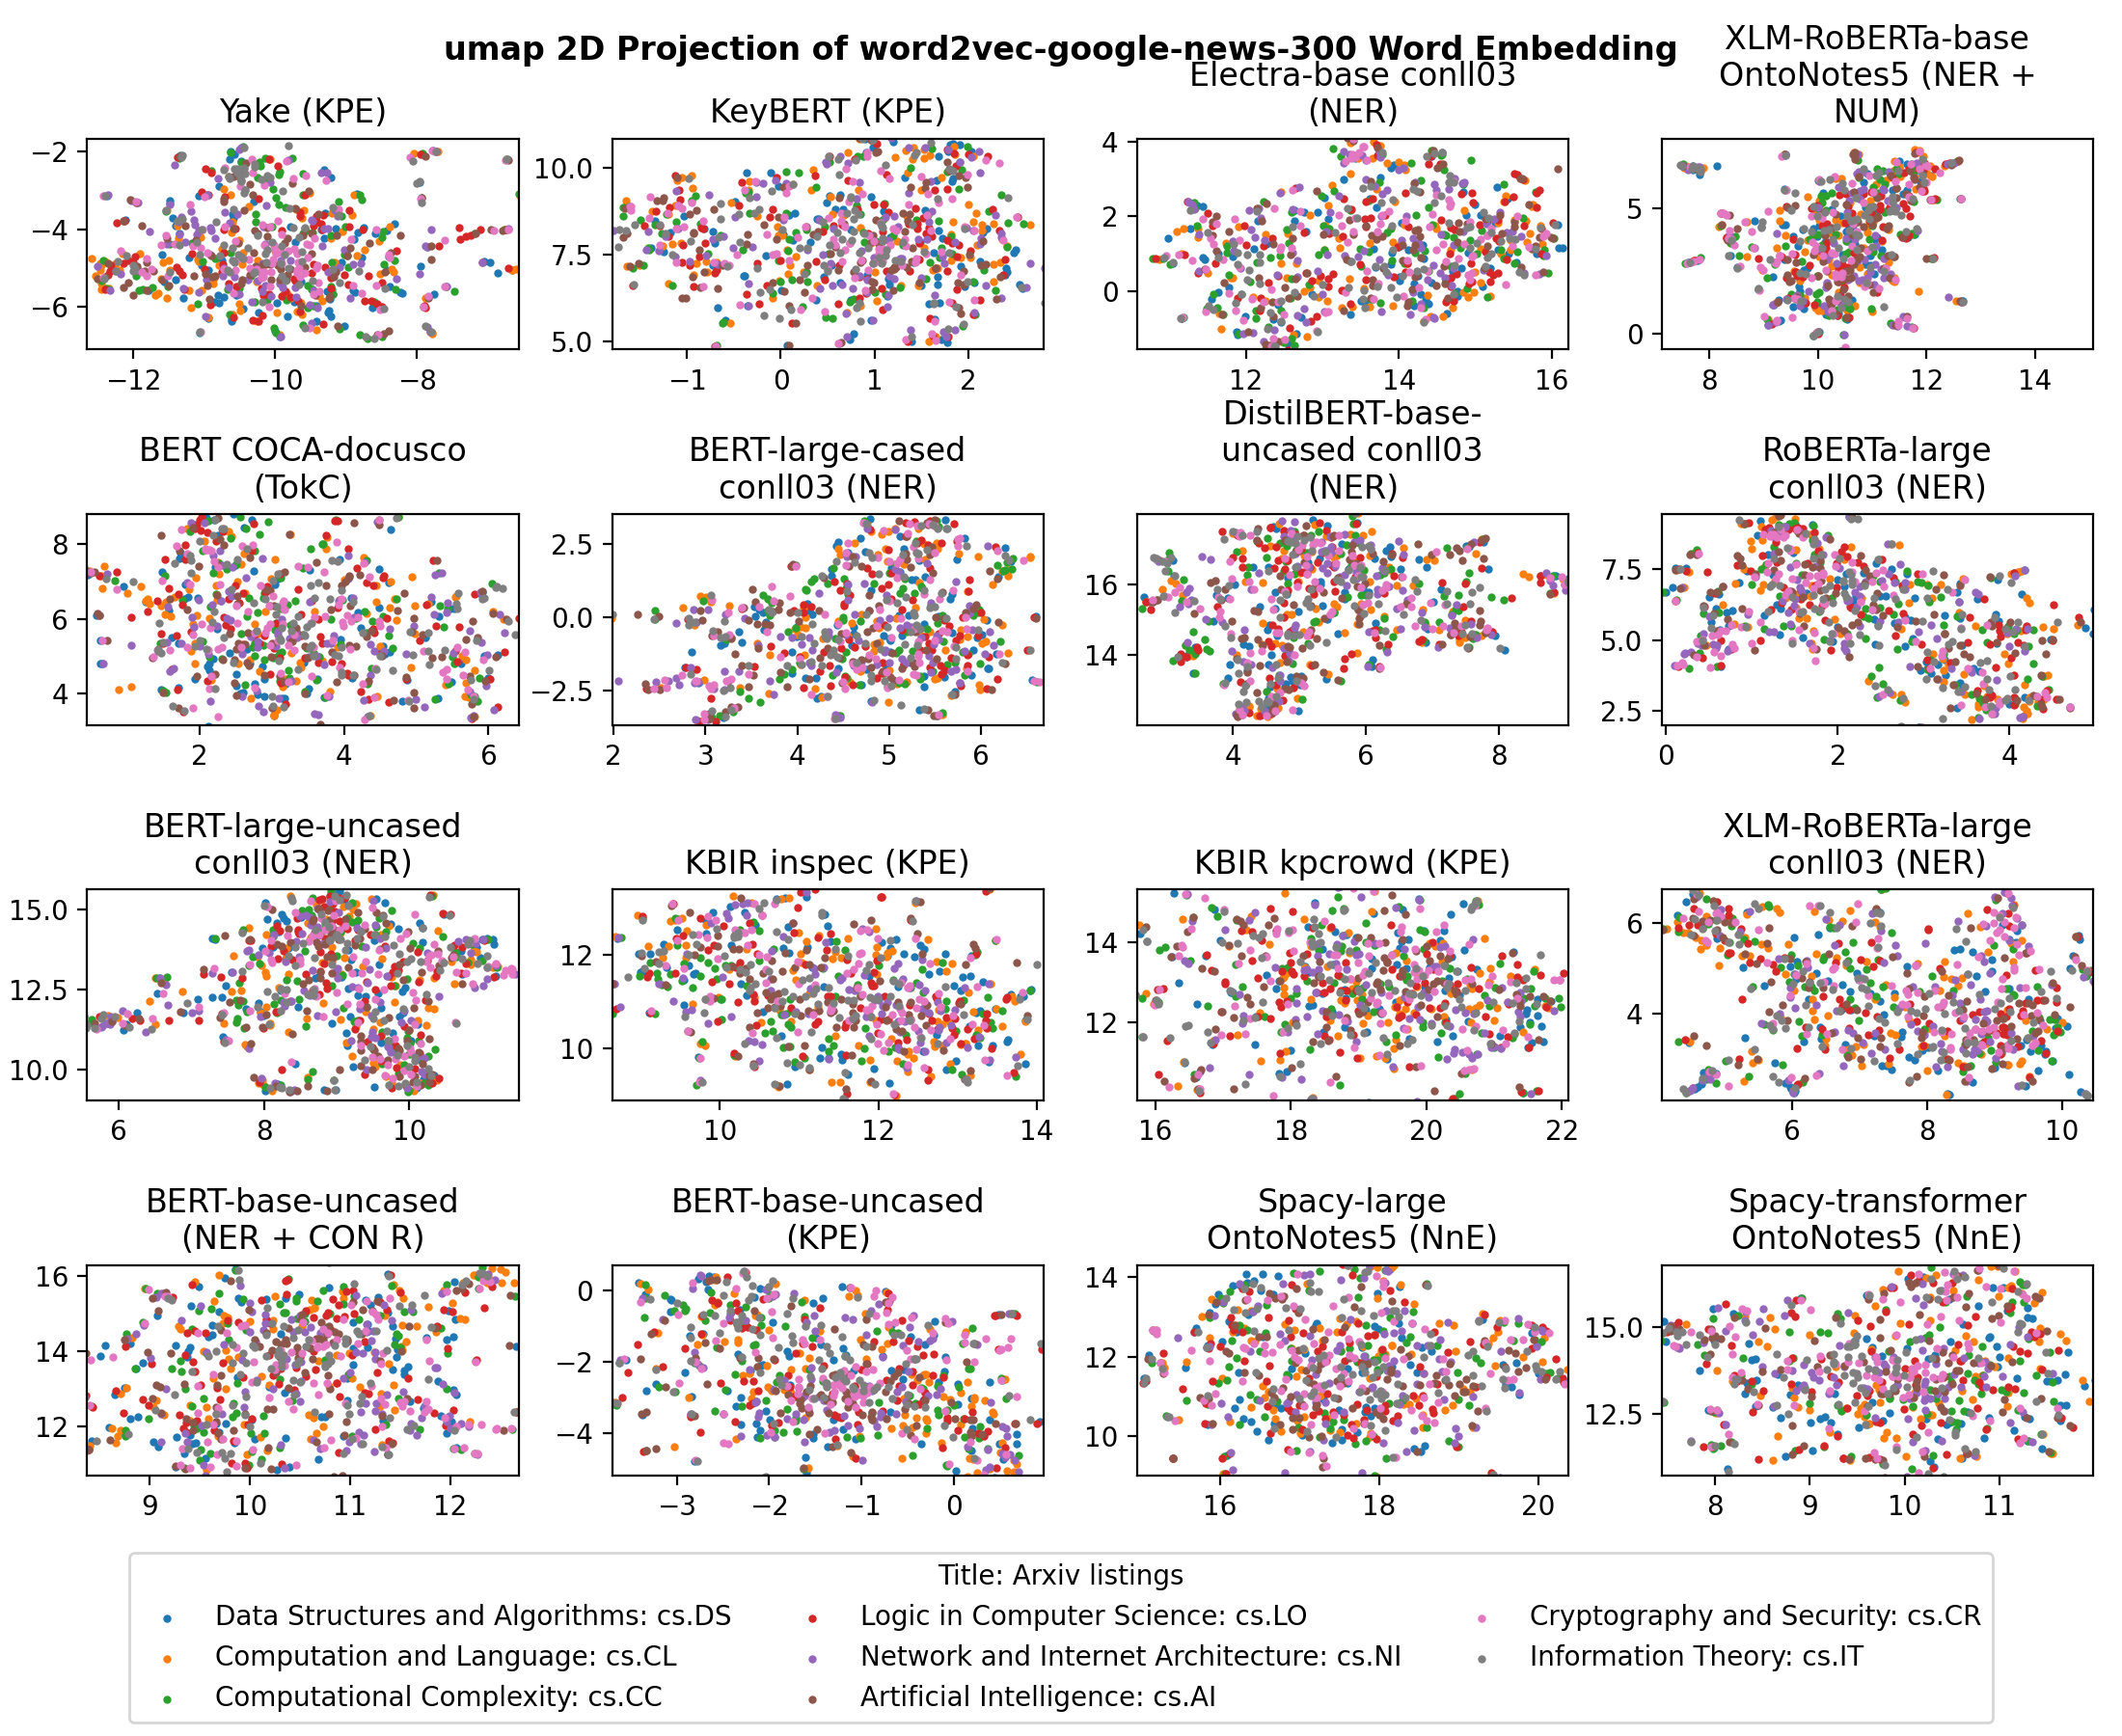 umap 2D Projection of word2vec-google-news-300 Word Embedding
Yake (KPE)
−2
−4
−6
−12
−10
−8
KeyBERT (KPE)
10.0
7.5
5.0
−1
0
1
2
Electra-base conll03
(NER)
4
2
0
12
14
16
XLM-RoBERTa-base
OntoNotes5 (NER +
NUM)
5
0
8
10
12
14
BERT COCA-docusco
(TokC)
8
6
4
2
4
6
BERT-large-cased
conll03 (NER)
2.5
0.0
−2.5
2
3
4
5
6
DistilBERT-base-
uncased conll03
(NER)
16
14
4
6
8
RoBERTa-large
conll03 (NER)
7.5
5.0
2.5
0
2
4
BERT-large-uncased
conll03 (NER)
15.0
12.5
10.0
6
8
10
KBIR inspec (KPE)
12
10
10
12
14
KBIR kpcrowd (KPE)
14
12
16
18
20
22
XLM-RoBERTa-large
conll03 (NER)
6
4
6
8
10
BERT-base-uncased
(NER + CON R)
16
14
12
9
10
11
12
BERT-base-uncased
(KPE)
0
−2
−4
−3
−2
−1
0
Spacy-large
OntoNotes5 (NnE)
14
12
10
16
18
20
Spacy-transformer
OntoNotes5 (NnE)
15.0
12.5
8
9
10
11
Title: Arxiv listings
Data Structures and Algorithms: cs.DS
Computation and Language: cs.CL
Computational Complexity: cs.CC
Logic in Computer Science: cs.LO
Network and Internet Architecture: cs.NI
Artificial Intelligence: cs.AI
Cryptography and Security: cs.CR
Information Theory: cs.IT